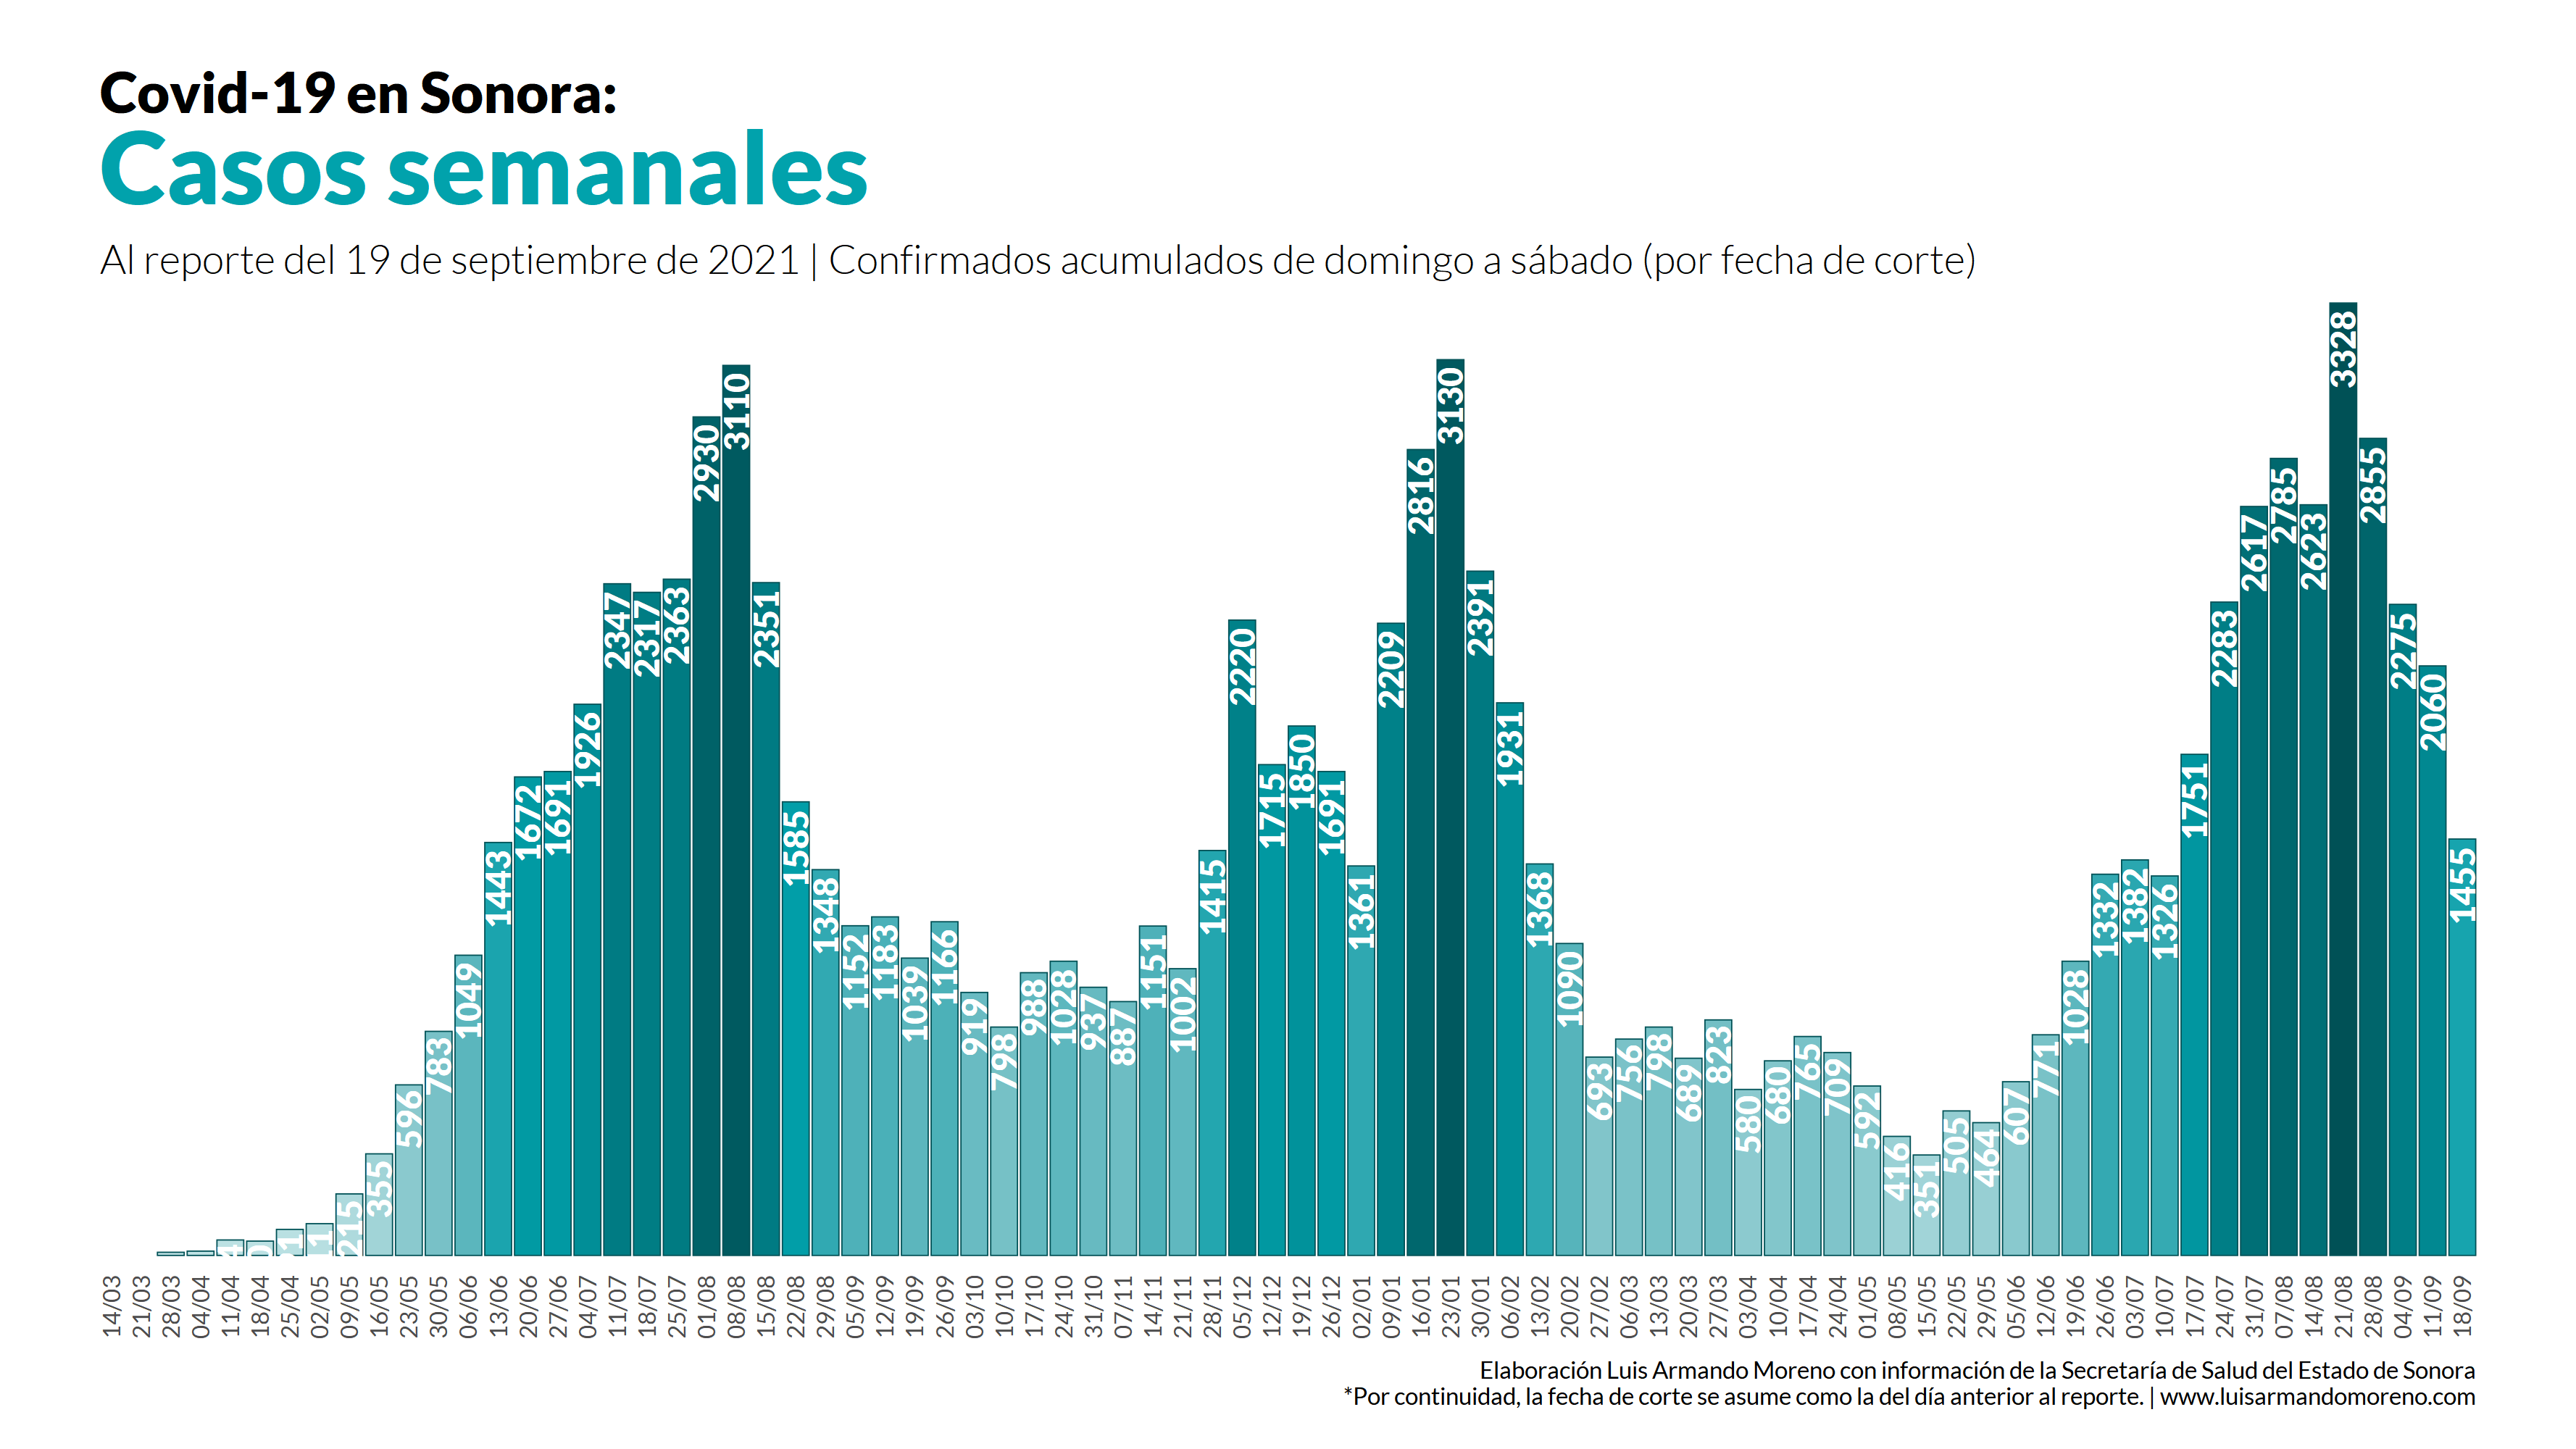 Covid-19 en Sonora:
Casos semanales
Al reporte del 19 de septiembre de 2021 | Confirmados acumulados de domingo a sábado (por fecha de corte)
215 355 596 783 1049 1443 1672 1691 1926 2347 2317 2363 2930 3110 2351 1585 1348 1152 1183 1039 1166 919 798 988 1028 937 887 1151 1002 1415 2220 1715 1850 1691 1361 2209 2816 3130 2391 1931 1368 1090 693 756 798 689 823 580 680 765 709 592 416 351 505 464 607 771 1028 1332 1382 1326 1751 2283 2617 2785 2623 3328 2855 2275 2060 1455
14/03 21/03 28/03 04/04 11/04 18/04 25/04 02/05 09/05 16/05 23/05 30/05 06/06 13/06 20/06 27/06 04/07 11/07 18/07 25/07 01/08 08/08 15/08 22/08 29/08 05/09 12/09 19/09 26/09 03/10 10/10 17/10 24/10 31/10 07/11 14/11 21/11 28/11 05/12 12/12 19/12 26/12 02/01 09/01 16/01 23/01 30/01 06/02 13/02 20/02 27/02 06/03 13/03 20/03 27/03 03/04 10/04 17/04 24/04 01/05 08/05 15/05 22/05 29/05 05/06 12/06 19/06 26/06 03/07 10/07 17/07 24/07 31/07 07/08 14/08 21/08 28/08 04/09 11/09 18/09
Elaboración Luis Armando Moreno con información de la Secretaría de Salud del Estado de Sonora
*Por continuidad, la fecha de corte se asume como la del día anterior al reporte. | www.luisarmandomoreno.com